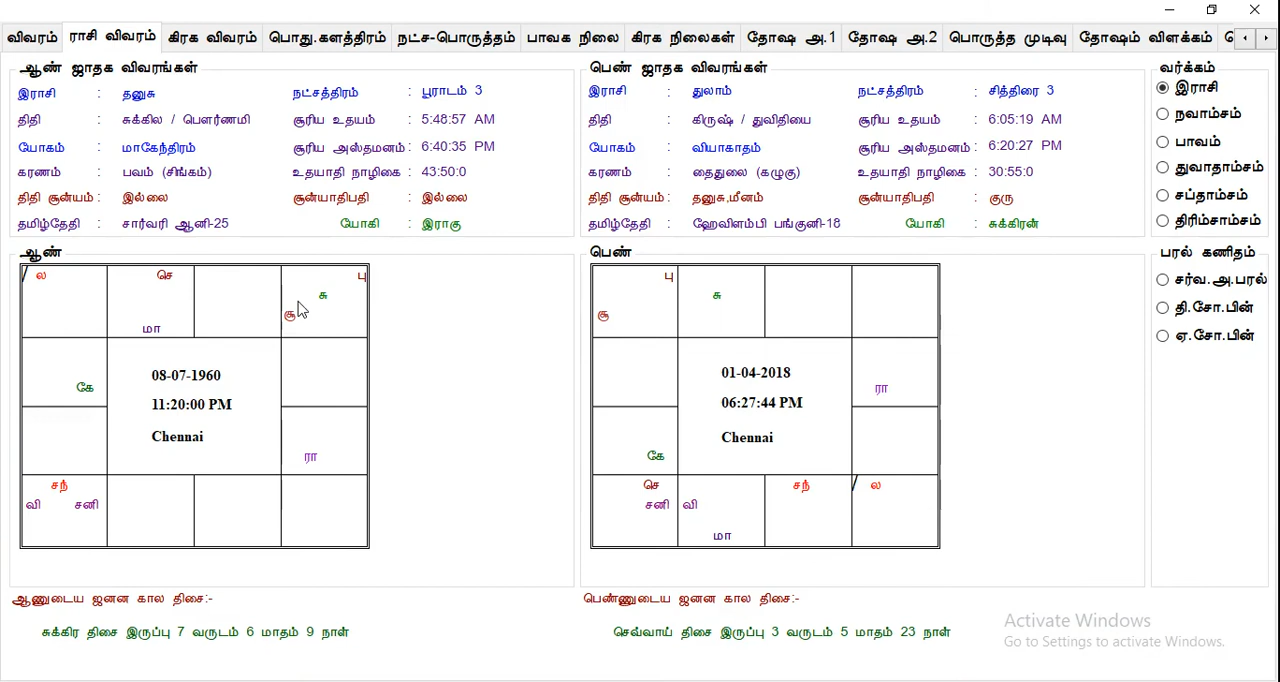 விவரம் ராசி விவரம் கிரக விவரம் பொது.களத்திரம் நட்ச-பொருத்தம் பாவக நிலை கிரக நிலைகள் தோஷ அ.1 தோஷ அ.2 பொருத்த முடிவு தோஷம் விளக்கம்
ஆண் ஜாதக விவரங்கள்
இராசி : தனுசு நட்சத்திரம் : பூராடம் 3
திதி : சுக்கில / பௌர்ணமி சூரிய உதயம் : 5:48:57 AM
யோகம் : மாகேந்திரம் சூரிய அஸ்தமனம் : 6:40:35 PM
கரணம் : பவம் (சிங்கம்) உதயாதி நாழிகை : 43:50:0
திதி சூன்யம் : இல்லை சூன்யாதிபதி : இல்லை
தமிழ்தேதி : சார்வரி ஆனி-25 யோகி : இராகு
பெண் ஜாதக விவரங்கள்
இராசி : துலாம் நட்சத்திரம் : சித்திரை 3
திதி : கிருஷ் / துவிதியை சூரிய உதயம் : 6:05:19 AM
யோகம் : வியாகாதம் சூரிய அஸ்தமனம் : 6:20:27 PM
கரணம் : தைதுலை (கழுகு) உதயாதி நாழிகை : 30:55:0
திதி சூன்யம் : தனுசு,மீனம் சூன்யாதிபதி : குரு
தமிழ்தேதி : ஹேவிளம்பி பங்குனி-18 யோகி : சுக்கிரன்
வர்க்கம்
இராசி
நவாம்சம்
பாவம்
துவாதாம்சம்
சப்தாம்சம்
திரிம்சாம்சம்
பரல் கணிதம்
சர்வ.அ.பரல்
தி.சோ.பின்
ஏ.சோ.பின்
ஆண்
ல செ பு
சு
சூ
மா
கே
08-07-1960
11:20:00 PM
Chennai
ரா
சந்
வி சனி
பெண்
பு சு
சூ
01-04-2018
06:27:44 PM
Chennai
ரா
கே
செ சந் ல
சனி வி
மா
ஆணுடைய ஜனன கால திசை:-
சுக்கிர திசை இருப்பு 7 வருடம் 6 மாதம் 9 நாள்
பெண்ணுடைய ஜனன கால திசை:-
செவ்வாய் திசை இருப்பு 3 வருடம் 5 மாதம் 23 நாள்
Activate Windows
Go to Settings to activate Windows.